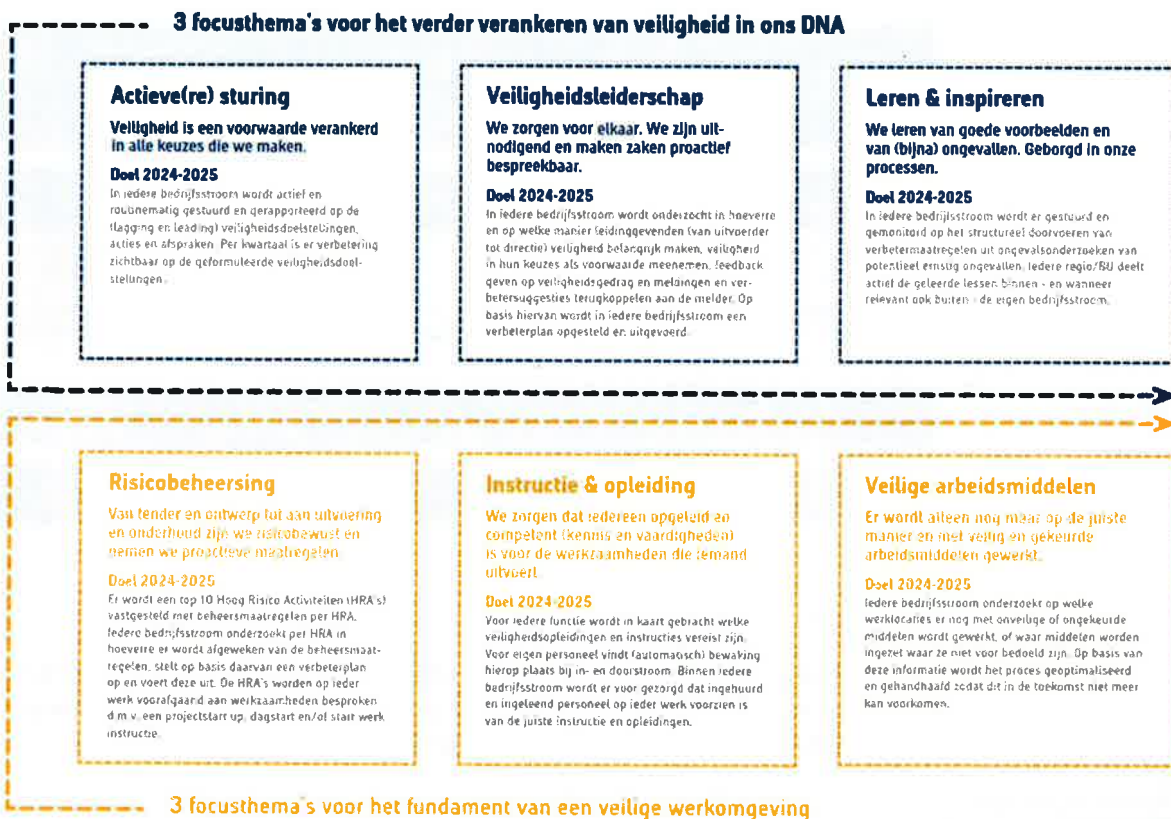 3 focusthema's voor het verder verankeren van veiligheid in ons DNA
Actieve(re) sturing
Veiligheid is een voorwaarde verankerd
in alle keuzes die we maken.
Doel 2024-2025
In iedere bedrijfsstroom wordt actief en
routinematig gestuurd en gerapporteerd op de
(lagging en leading) veiligheidsdoelstellingen,
acties en afspraken. Per kwartaal is er verbetering
zichtbaar op de geformuleerde veiligheidsdoel-
stellingen.
Veiligheidsleiderschap
We zorgen voor elkaar. We zijn uit-
nodigend en maken zaken proactief
bespreekbaar.
Doel 2024-2025
In iedere bedrijfsstroom wordt onderzocht in hoeverre
en op welke manier leidinggevenden (van uitvoerder
tot directie) veiligheid belangrijk maken, veiligheid
in hun keuzes als voorwaarde meenemen, feedback
geven op veiligheidsgedrag en meldingen en ver-
betersuggesties terugkoppelen aan de melder. Op
basis hiervan wordt in iedere bedrijfsstroom een
verbeterplan opgesteld en uitgevoerd.
Leren & inspireren
We leren van goede voorbeelden en
van (bijna) ongevallen. Geborgd in onze
processen.
Doel 2024-2025
In iedere bedrijfsstroom wordt er gestuurd en
gemonitord op het structureel doorvoeren van
verbetermaatregelen uit ongevalsonderzoeken van
potentieel ernstig ongevallen. Iedere regio/BU deelt
actief de geleerde lessen binnen - en wanneer
relevant ook buiten - de eigen bedrijfsstroom.
Risicobeheersing
Van tender en ontwerp tot aan uitvoering
en onderhoud zijn we risicobewust en
nemen we proactieve maatregelen
Doel 2024-2025
Er wordt een top 10 Hoog Risico Activiteiten (HRA's)
vastgesteld met beheersmaatregelen per HRA.
Iedere bedrijfsstroom onderzoekt per HRA in
hoeverre er wordt afgeweken van de beheersmaat-
regelen, stelt op basis daarvan een verbeterplan
op en voert deze uit. De HRA's worden op ieder
werk voorafgaand aan werkzaamheden besproken
d.m.v. een projectstart up, dagstart en/of start werk
instructie.
Instructie & opleiding
We zorgen dat iedereen opgeleid en
competent (kennis en vaardigheden)
is voor de werkzaamheden die iemand
uitvoert.
Doel 2024-2025
Voor iedere functie wordt in kaart gebracht welke
veiligheidsopleidingen en instructies vereist zijn.
Voor eigen personeel vindt (automatisch) bewaking
hierop plaats bij in- en doorstroom. Binnen iedere
bedrijfsstroom wordt er voor gezorgd dat ingehuurd
en ingeleend personeel op ieder werk voorzien is
van de juiste instructie en opleidingen.
Veilige arbeidsmiddelen
Er wordt alleen nog maar op de juiste
manier en met veilig en gekeurde
arbeidsmiddelen gewerkt.
Doel 2024-2025
Iedere bedrijfsstroom onderzoekt op welke
werklocaties er nog met onveilige of ongekeurde
middelen wordt gewerkt, of waar middelen worden
ingezet waar ze niet voor bedoeld zijn. Op basis van
deze informatie wordt het proces geoptimaliseerd
en gehandhaafd zodat dit in de toekomst niet meer
kan voorkomen.
3 focusthema's voor het fundament van een veilige werkomgeving